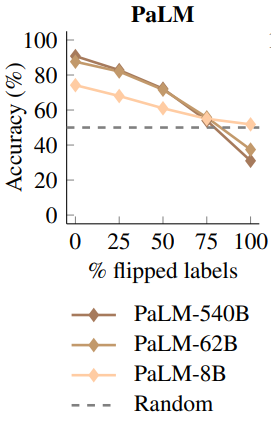 PaLM
100
80
60
40
20
0
Accuracy (%)
0 25 50 75 100
% flipped labels
PaLM-540B
PaLM-62B
PaLM-8B
Random